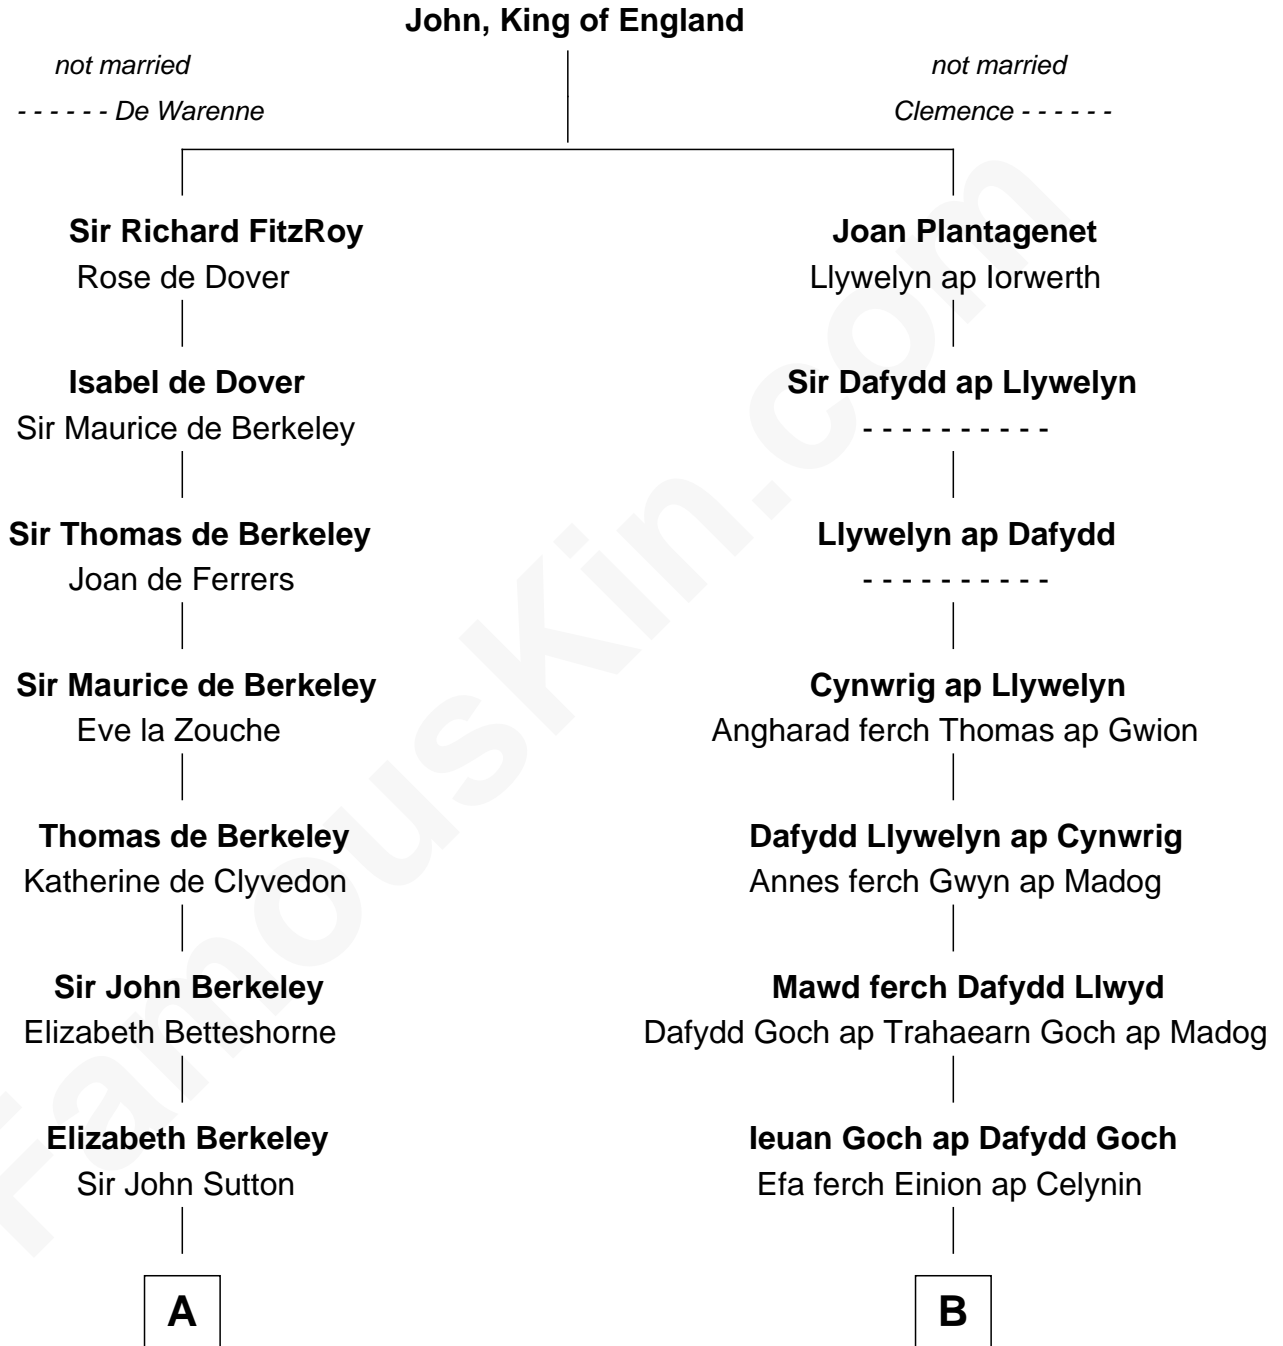 John, King of England
not married
not married
- - - - - - De Warenne
Clemence - - - - - -
Sir Richard FitzRoy
Rose de Dover
Joan Plantagenet
Llywelyn ap Iorwerth
Isabel de Dover
Sir Maurice de Berkeley
Sir Dafydd ap Llywelyn
- - - - - - - - - -
Sir Thomas de Berkeley
Joan de Ferrers
Llywelyn ap Dafydd
- - - - - - - - - -
Sir Maurice de Berkeley
Eve la Zouche
Cynwrig ap Llywelyn
Angharad ferch Thomas ap Gwion
Thomas de Berkeley
Katherine de Clyvedon
Dafydd Llywelyn ap Cynwrig
Annes ferch Gwyn ap Madog
Sir John Berkeley
Elizabeth Betteshorne
Mawd ferch Dafydd Llwyd
Dafydd Goch ap Trahaearn Goch ap Madog
Elizabeth Berkeley
Sir John Sutton
Ieuan Goch ap Dafydd Goch
Efa ferch Einion ap Celynin
A
B
FamousKin.com